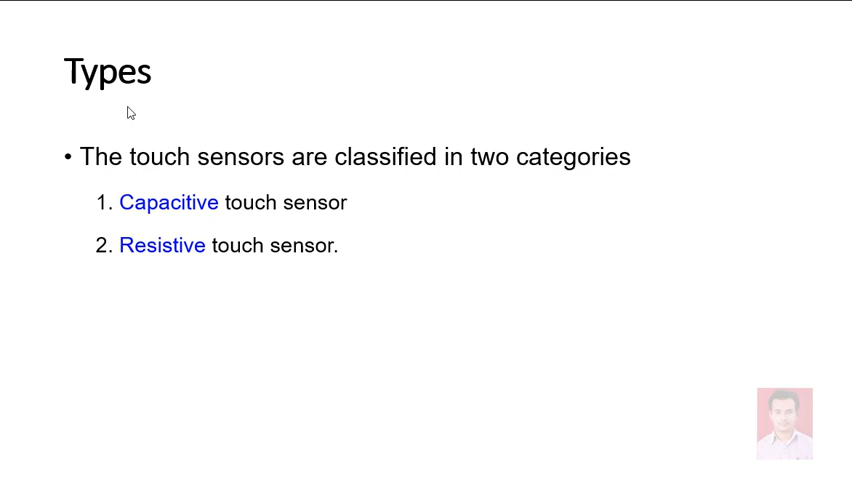 Types
• The touch sensors are classified in two categories
1. Capacitive touch sensor
2. Resistive touch sensor.